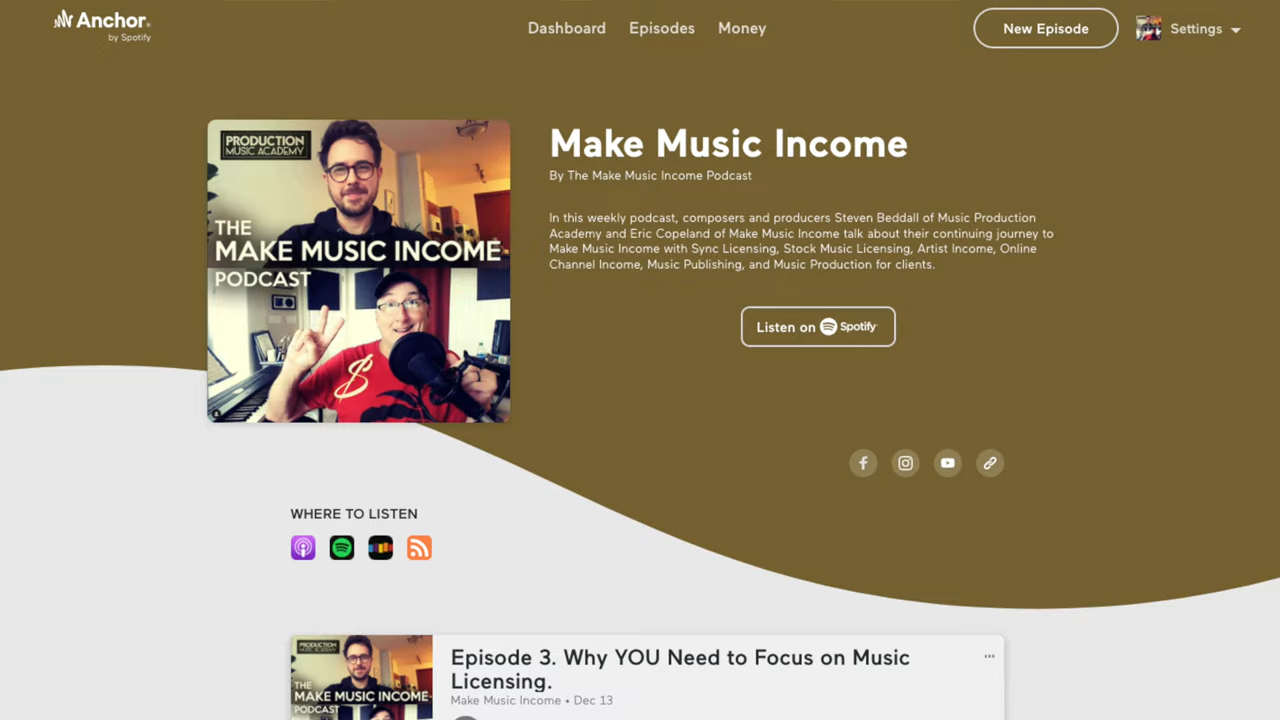 Anchor
by Spotify
Dashboard
Episodes
Money
New Episode
Settings
PRODUCTION
MUSIC ACADEMY
THE
MAKE MUSIC INCOME
PODCAST
Make Music Income
By The Make Music Income Podcast
In this weekly podcast, composers and producers Steven Beddall of Music Production
Academy and Eric Copeland of Make Music Income talk about their continuing journey to
Make Music Income with Sync Licensing, Stock Music Licensing, Artist Income, Online
Channel Income, Music Publishing, and Music Production for clients.
Listen on Spotify
WHERE TO LISTEN
PRODUCTION
MUSIC ACADEMY
THE
MAKE MUSIC INCOME
PODCAST
Episode 3. Why YOU Need to Focus on Music
Licensing.
Make Music Income • Dec 13